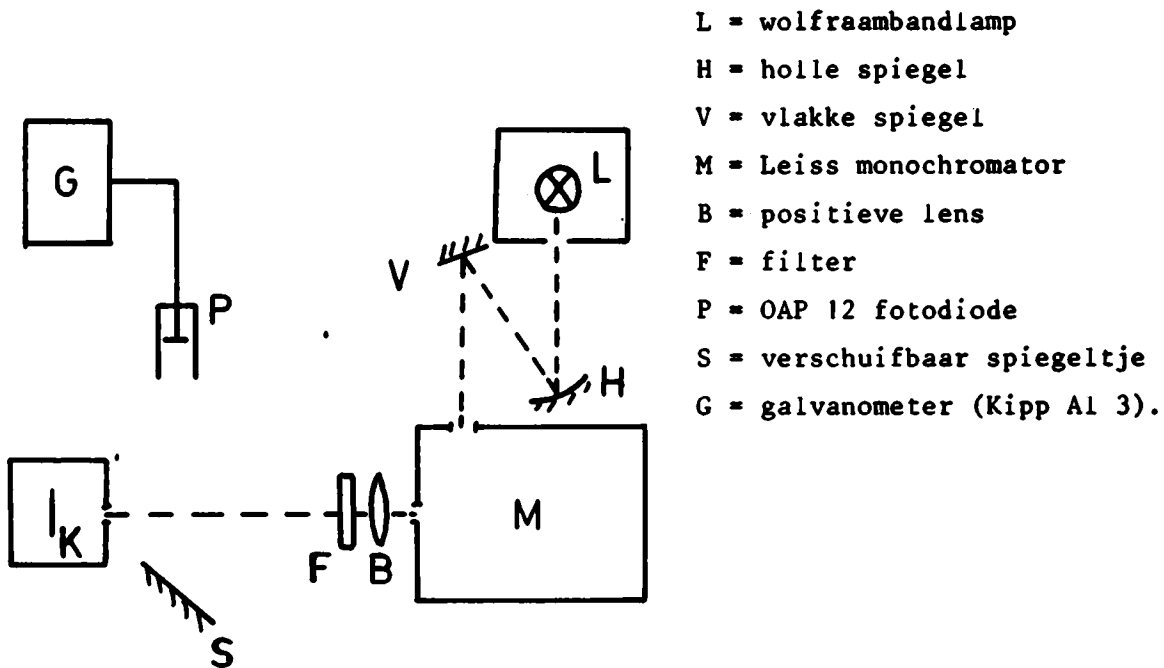 L = wolfraambandlamp
H = holle spiegel
V = vlakke spiegel
M = Leiss monochromator
B = positieve lens
F = filter
P = OAP 12 fotodiode
S = verschuifbaar spiegeltje
G = galvanometer (Kipp Al 3).
G
L
V
P
H
K
F
B
M
S